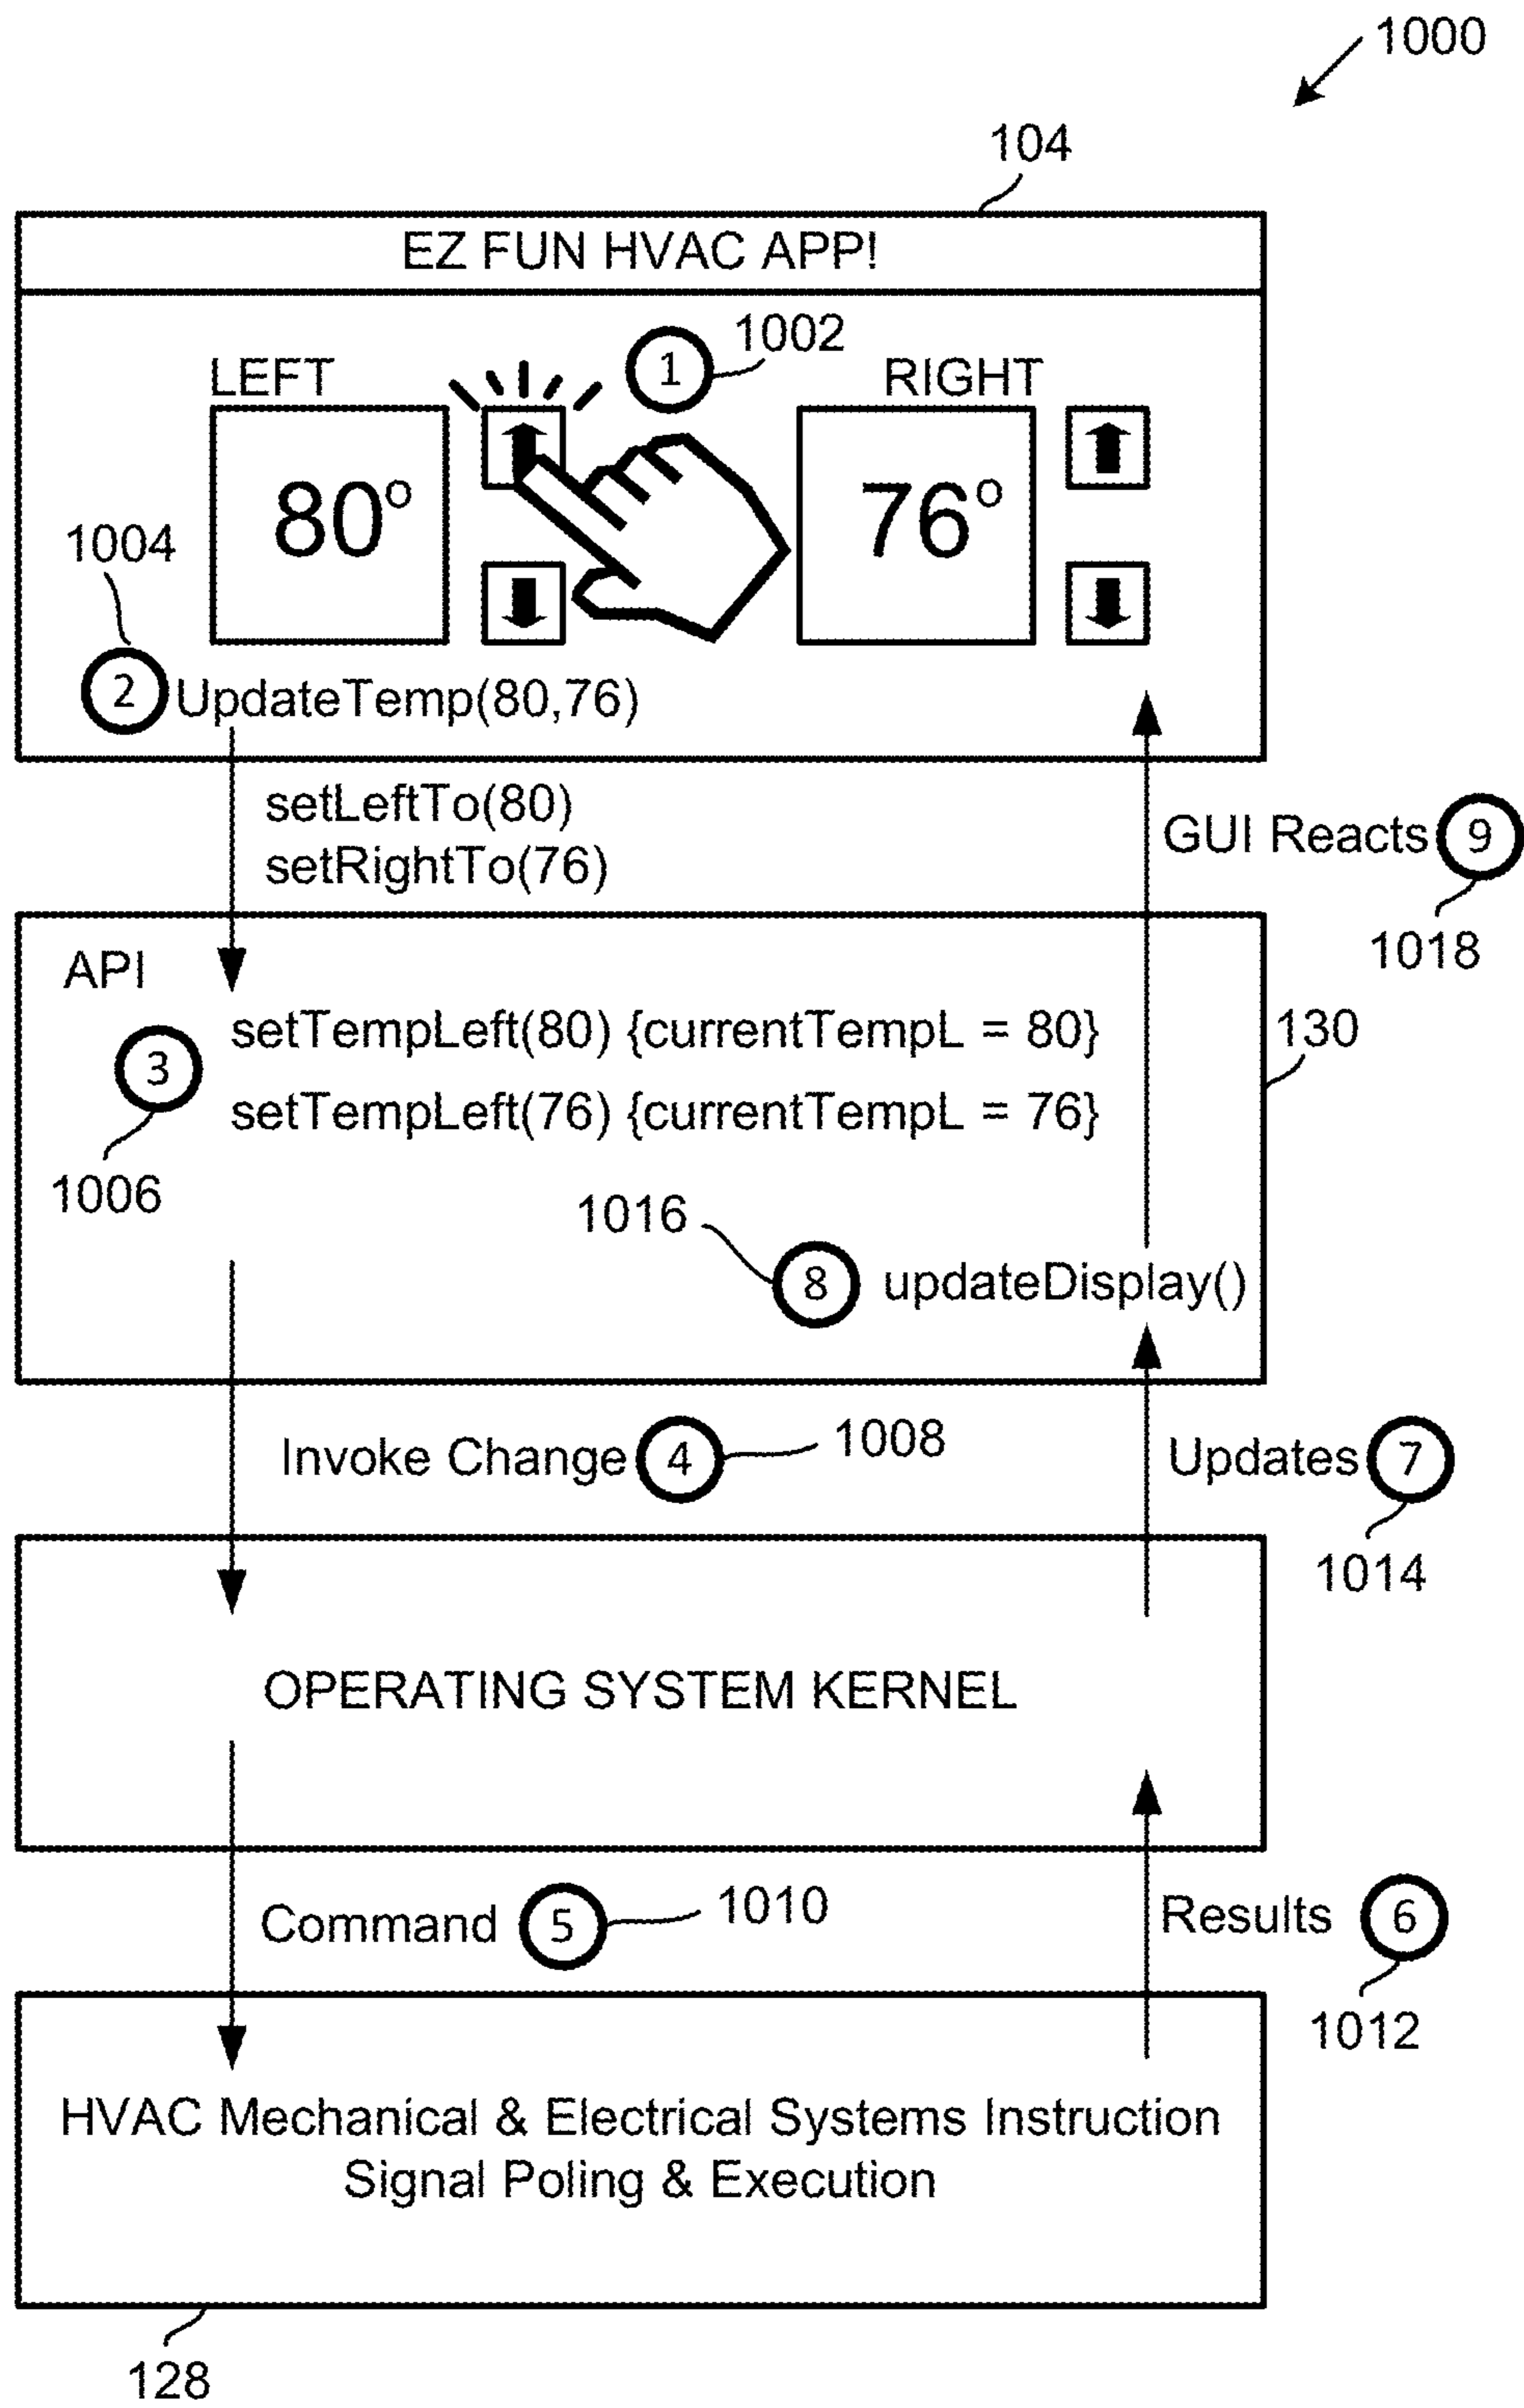 1000
104
EZ FUN HVAC APP!
1 1002
LEFT
RIGHT
80°
76°
1004
2 UpdateTemp(80,76)
setLeftTo(80)
setRightTo(76)
GUI Reacts 9
1018
API
130
3
setTempLeft(80) {currentTempL = 80}
setTempLeft(76) {currentTempL = 76}
1006
1016
8 updateDisplay()
Invoke Change 4 1008
Updates 7
1014
OPERATING SYSTEM KERNEL
Command 5 1010
Results 6
1012
HVAC Mechanical & Electrical Systems Instruction
Signal Poling & Execution
128